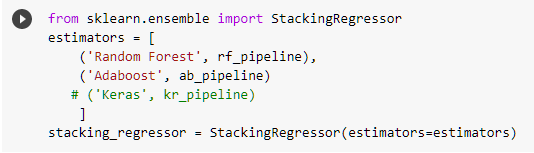 from sklearn.ensemble import StackingRegressor
estimators = [
    ('Random Forest', rf_pipeline),
    ('Adaboost', ab_pipeline)
   # ('Keras', kr_pipeline)
    ]
stacking_regressor = StackingRegressor(estimators=estimators)